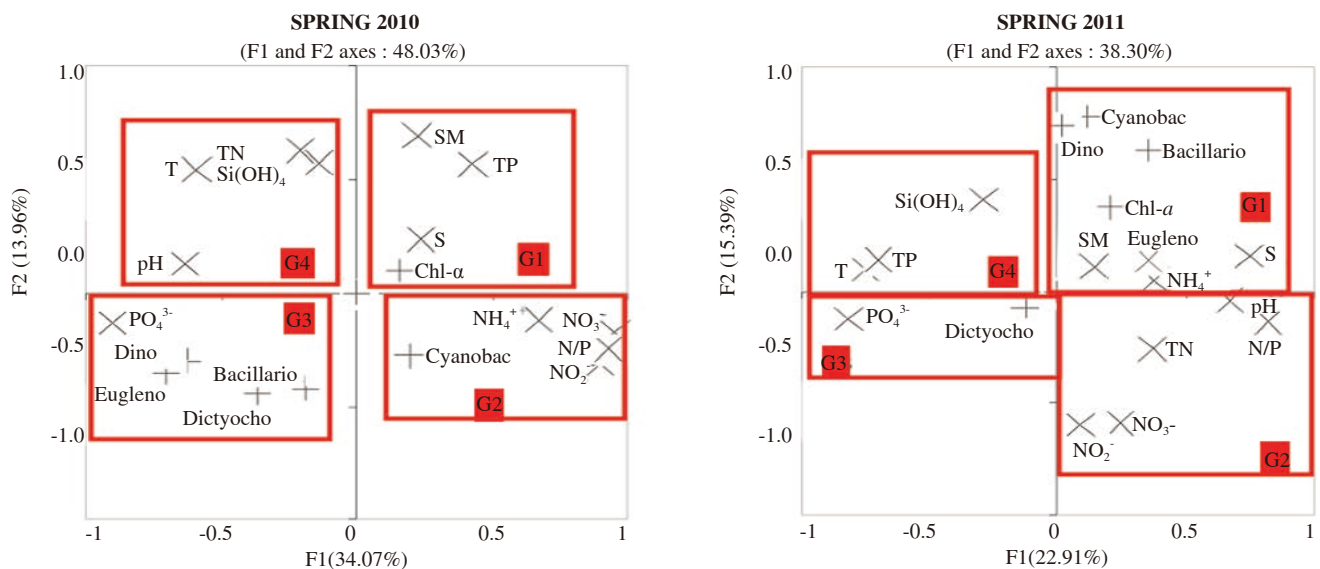 SPRING 2010
(F1 and F2 axes : 48.03%)
1.0
0.5
0.0
-0.5
-1.0
F2 (13.96%)
T
TN
Si(OH)₄
pH
G4
SM
TP
S
Chl-α
G1
PO₄³⁻
G3
Dino
Eugleno
Bacillario
Dictyocho
NH₄⁺⁺
NO₃⁻
N/P
NO₂⁻⁻
Cyanobac
G2
-1
-0.5
0
0.5
1
F1(34.07%)
SPRING 2011
(F1 and F2 axes : 38.30%)
1.0
0.5
0.0
-0.5
-1.0
F2 (15.39%)
Si(OH)₄
T
TP
G4
Cyanobac
Dino
Bacillario
Chl-a
G1
SM
Eugleno
S
NH₄⁺
PO₄³⁻
G3
Dictyocho
pH
N/P
TN
NO₃-
NO₂⁻
G2
-1
-0.5
0
0.5
1
F1(22.91%)